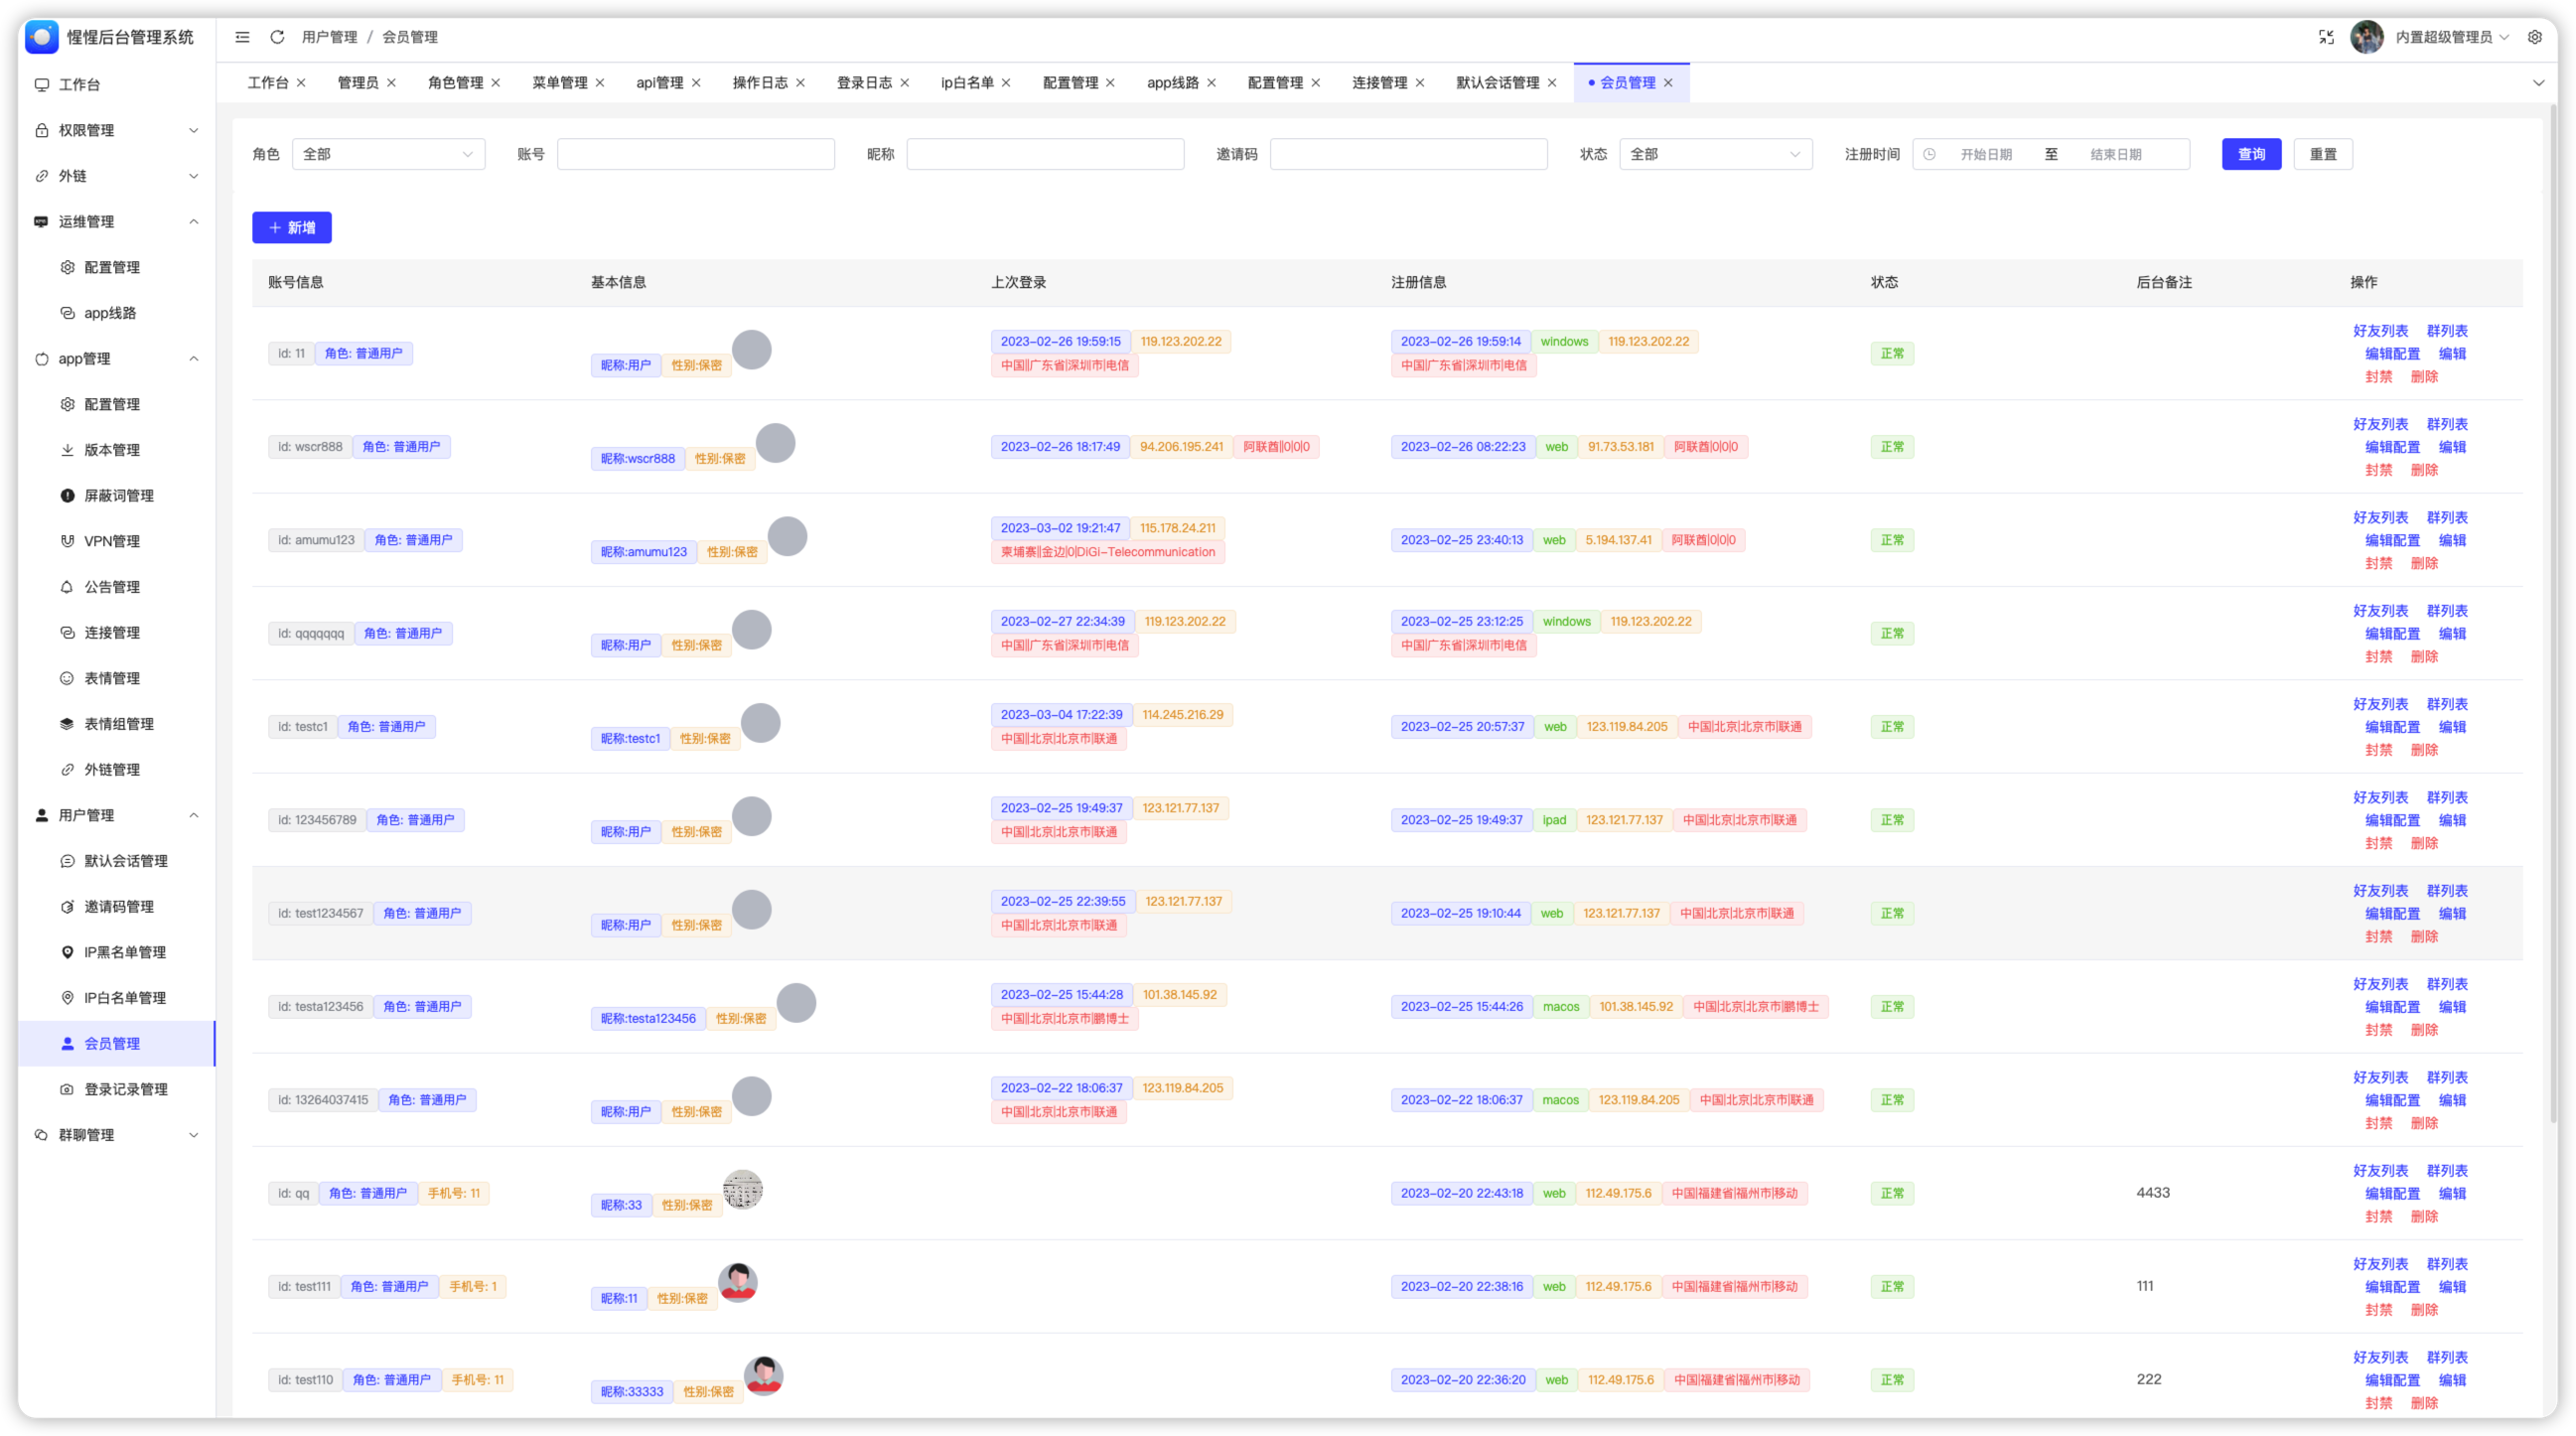 惺惺后台管理系统
用户管理 / 会员管理
内置超级管理员
工作台
管理员
角色管理
菜单管理
api管理
操作日志
登录日志
ip白名单
配置管理
app线路
配置管理
连接管理
默认会话管理
会员管理
工作台
权限管理
外链
运维管理
配置管理
app线路
app管理
配置管理
版本管理
屏蔽词管理
VPN管理
公告管理
连接管理
表情管理
表情组管理
外链管理
用户管理
默认会话管理
邀请码管理
IP黑名单管理
IP白名单管理
会员管理
登录记录管理
群聊管理
角色 全部 账号 昵称 邀请码 状态 全部 注册时间 开始日期 至 结束日期 查询 重置
+ 新增
账号信息 基本信息 上次登录 注册信息 状态 后台备注 操作
id: 11 角色: 普通用户
昵称:用户 性别:保密
2023-02-26 19:59:15 119.123.202.22
中国||广东省|深圳市|电信
2023-02-26 19:59:14 windows 119.123.202.22
中国|广东省|深圳市|电信
正常
好友列表 群列表
编辑配置 编辑
封禁 删除
id: wscr888 角色: 普通用户
昵称:wscr888 性别:保密
2023-02-26 18:17:49 94.206.195.241 阿联酋||0|0|0
2023-02-26 08:22:23 web 91.73.53.181 阿联酋|0|0|0
正常
好友列表 群列表
编辑配置 编辑
封禁 删除
id: amumu123 角色: 普通用户
昵称:amumu123 性别:保密
2023-03-02 19:21:47 115.178.24.211
柬埔寨||金边|0|DiGi-Telecommunication
2023-02-25 23:40:13 web 5.194.137.41 阿联酋|0|0|0
正常
好友列表 群列表
编辑配置 编辑
封禁 删除
id: qqqqqqq 角色: 普通用户
昵称:用户 性别:保密
2023-02-27 22:34:39 119.123.202.22
中国||广东省|深圳市|电信
2023-02-25 23:12:25 windows 119.123.202.22
中国|广东省|深圳市|电信
正常
好友列表 群列表
编辑配置 编辑
封禁 删除
id: testc1 角色: 普通用户
昵称:testc1 性别:保密
2023-03-04 17:22:39 114.245.216.29
中国||北京|北京市|联通
2023-02-25 20:57:37 web 123.119.84.205 中国|北京|北京市|联通
正常
好友列表 群列表
编辑配置 编辑
封禁 删除
id: 123456789 角色: 普通用户
昵称:用户 性别:保密
2023-02-25 19:49:37 123.121.77.137
中国||北京|北京市|联通
2023-02-25 19:49:37 ipad 123.121.77.137 中国|北京|北京市|联通
正常
好友列表 群列表
编辑配置 编辑
封禁 删除
id: test1234567 角色: 普通用户
昵称:用户 性别:保密
2023-02-25 22:39:55 123.121.77.137
中国||北京|北京市|联通
2023-02-25 19:10:44 web 123.121.77.137 中国|北京|北京市|联通
正常
好友列表 群列表
编辑配置 编辑
封禁 删除
id: testa123456 角色: 普通用户
昵称:testa123456 性别:保密
2023-02-25 15:44:28 101.38.145.92
中国||北京|北京市|鹏博士
2023-02-25 15:44:26 macos 101.38.145.92 中国|北京|北京市|鹏博士
正常
好友列表 群列表
编辑配置 编辑
封禁 删除
id: 13264037415 角色: 普通用户
昵称:用户 性别:保密
2023-02-22 18:06:37 123.119.84.205
中国||北京|北京市|联通
2023-02-22 18:06:37 macos 123.119.84.205 中国|北京|北京市|联通
正常
好友列表 群列表
编辑配置 编辑
封禁 删除
id: qq 角色: 普通用户 手机号: 11
昵称:33 性别:保密
2023-02-20 22:43:18 web 112.49.175.6 中国|福建省|福州市|移动
正常
4433
好友列表 群列表
编辑配置 编辑
封禁 删除
id: test111 角色: 普通用户 手机号: 1
昵称:11 性别:保密
2023-02-20 22:38:16 web 112.49.175.6 中国|福建省|福州市|移动
正常
111
好友列表 群列表
编辑配置 编辑
封禁 删除
id: test110 角色: 普通用户 手机号: 11
昵称:33333 性别:保密
2023-02-20 22:36:20 web 112.49.175.6 中国|福建省|福州市|移动
正常
222
好友列表 群列表
编辑配置 编辑
封禁 删除